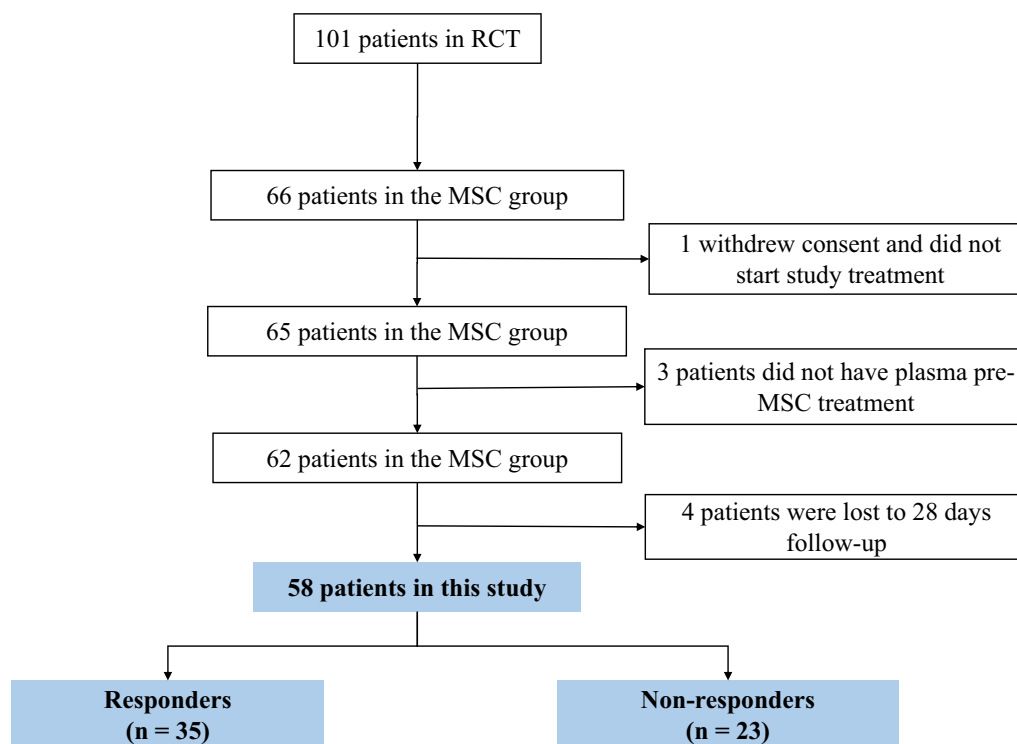 101 patients in RCT
66 patients in the MSC group
1 withdrew consent and did not
start study treatment
65 patients in the MSC group
3 patients did not have plasma pre-
MSC treatment
62 patients in the MSC group
4 patients were lost to 28 days
follow-up
58 patients in this study
Responders
(n = 35)
Non-responders
(n = 23)